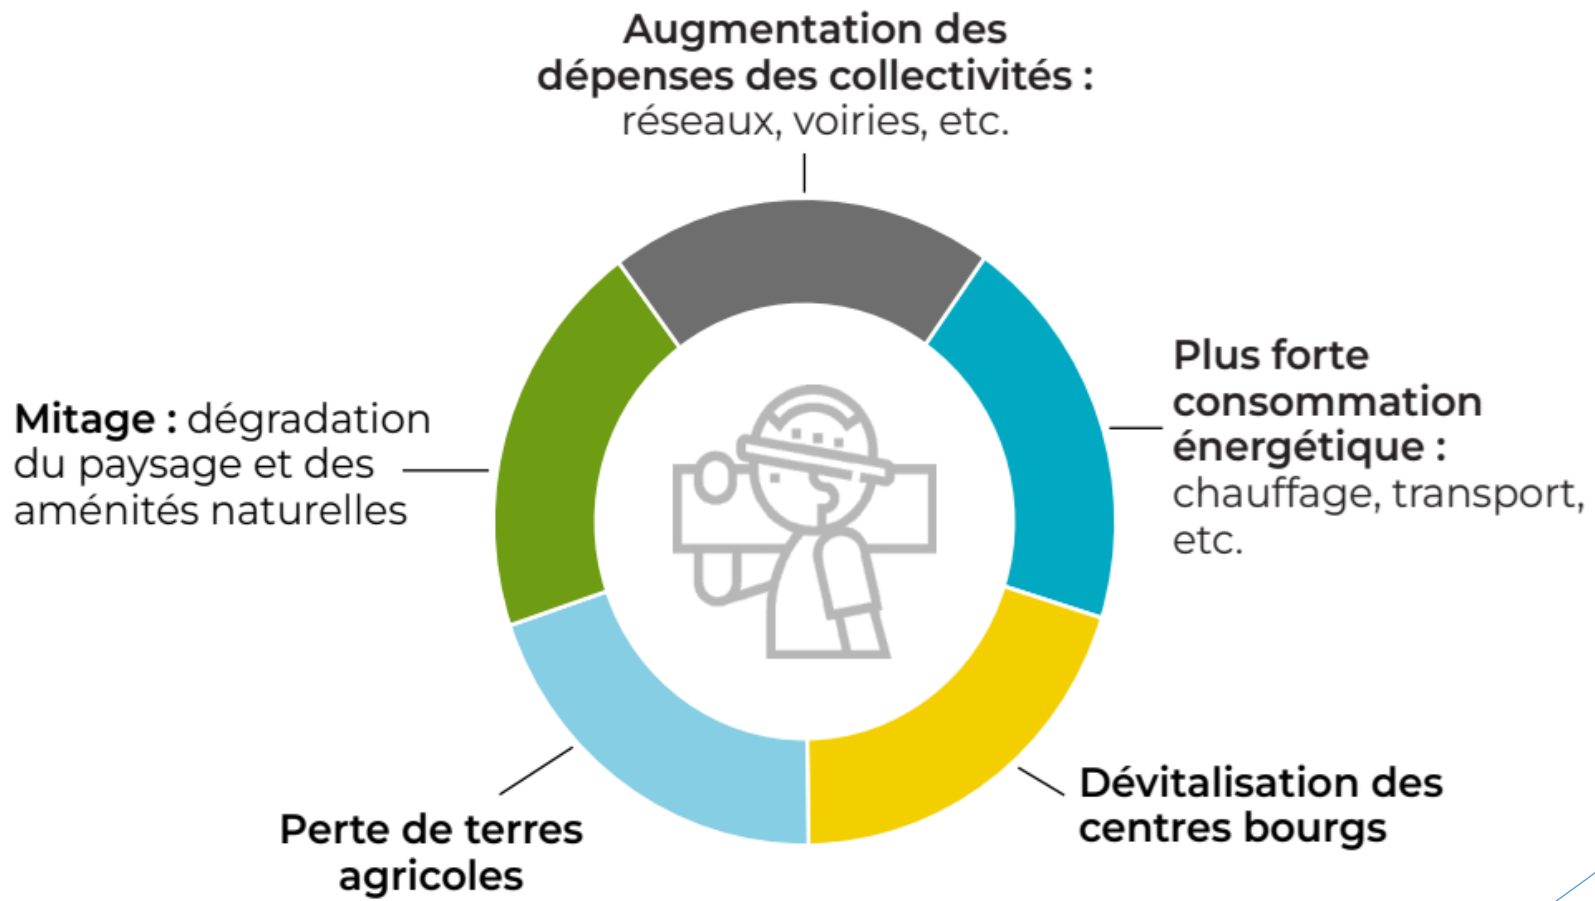 Augmentation des
dépenses des collectivités :
réseaux, voiries, etc.
Plus forte
consommation
énergétique :
chauffage, transport,
etc.
Dévitalisation des
centres bourgs
Perte de terres
agricoles
Mitage : dégradation
du paysage et des
aménités naturelles